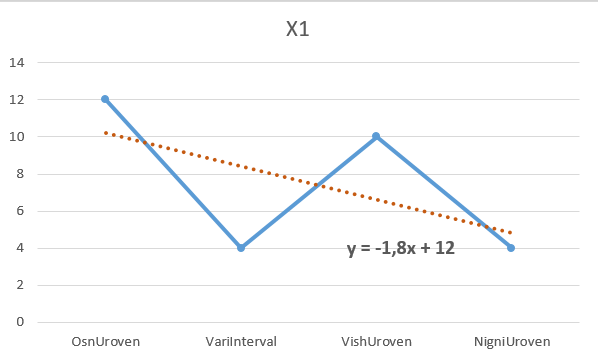 X1
14
12
10
8
6
4
2
0
y = -1,8x + 12
OsnUroven VariInterval VishUroven NigniUroven